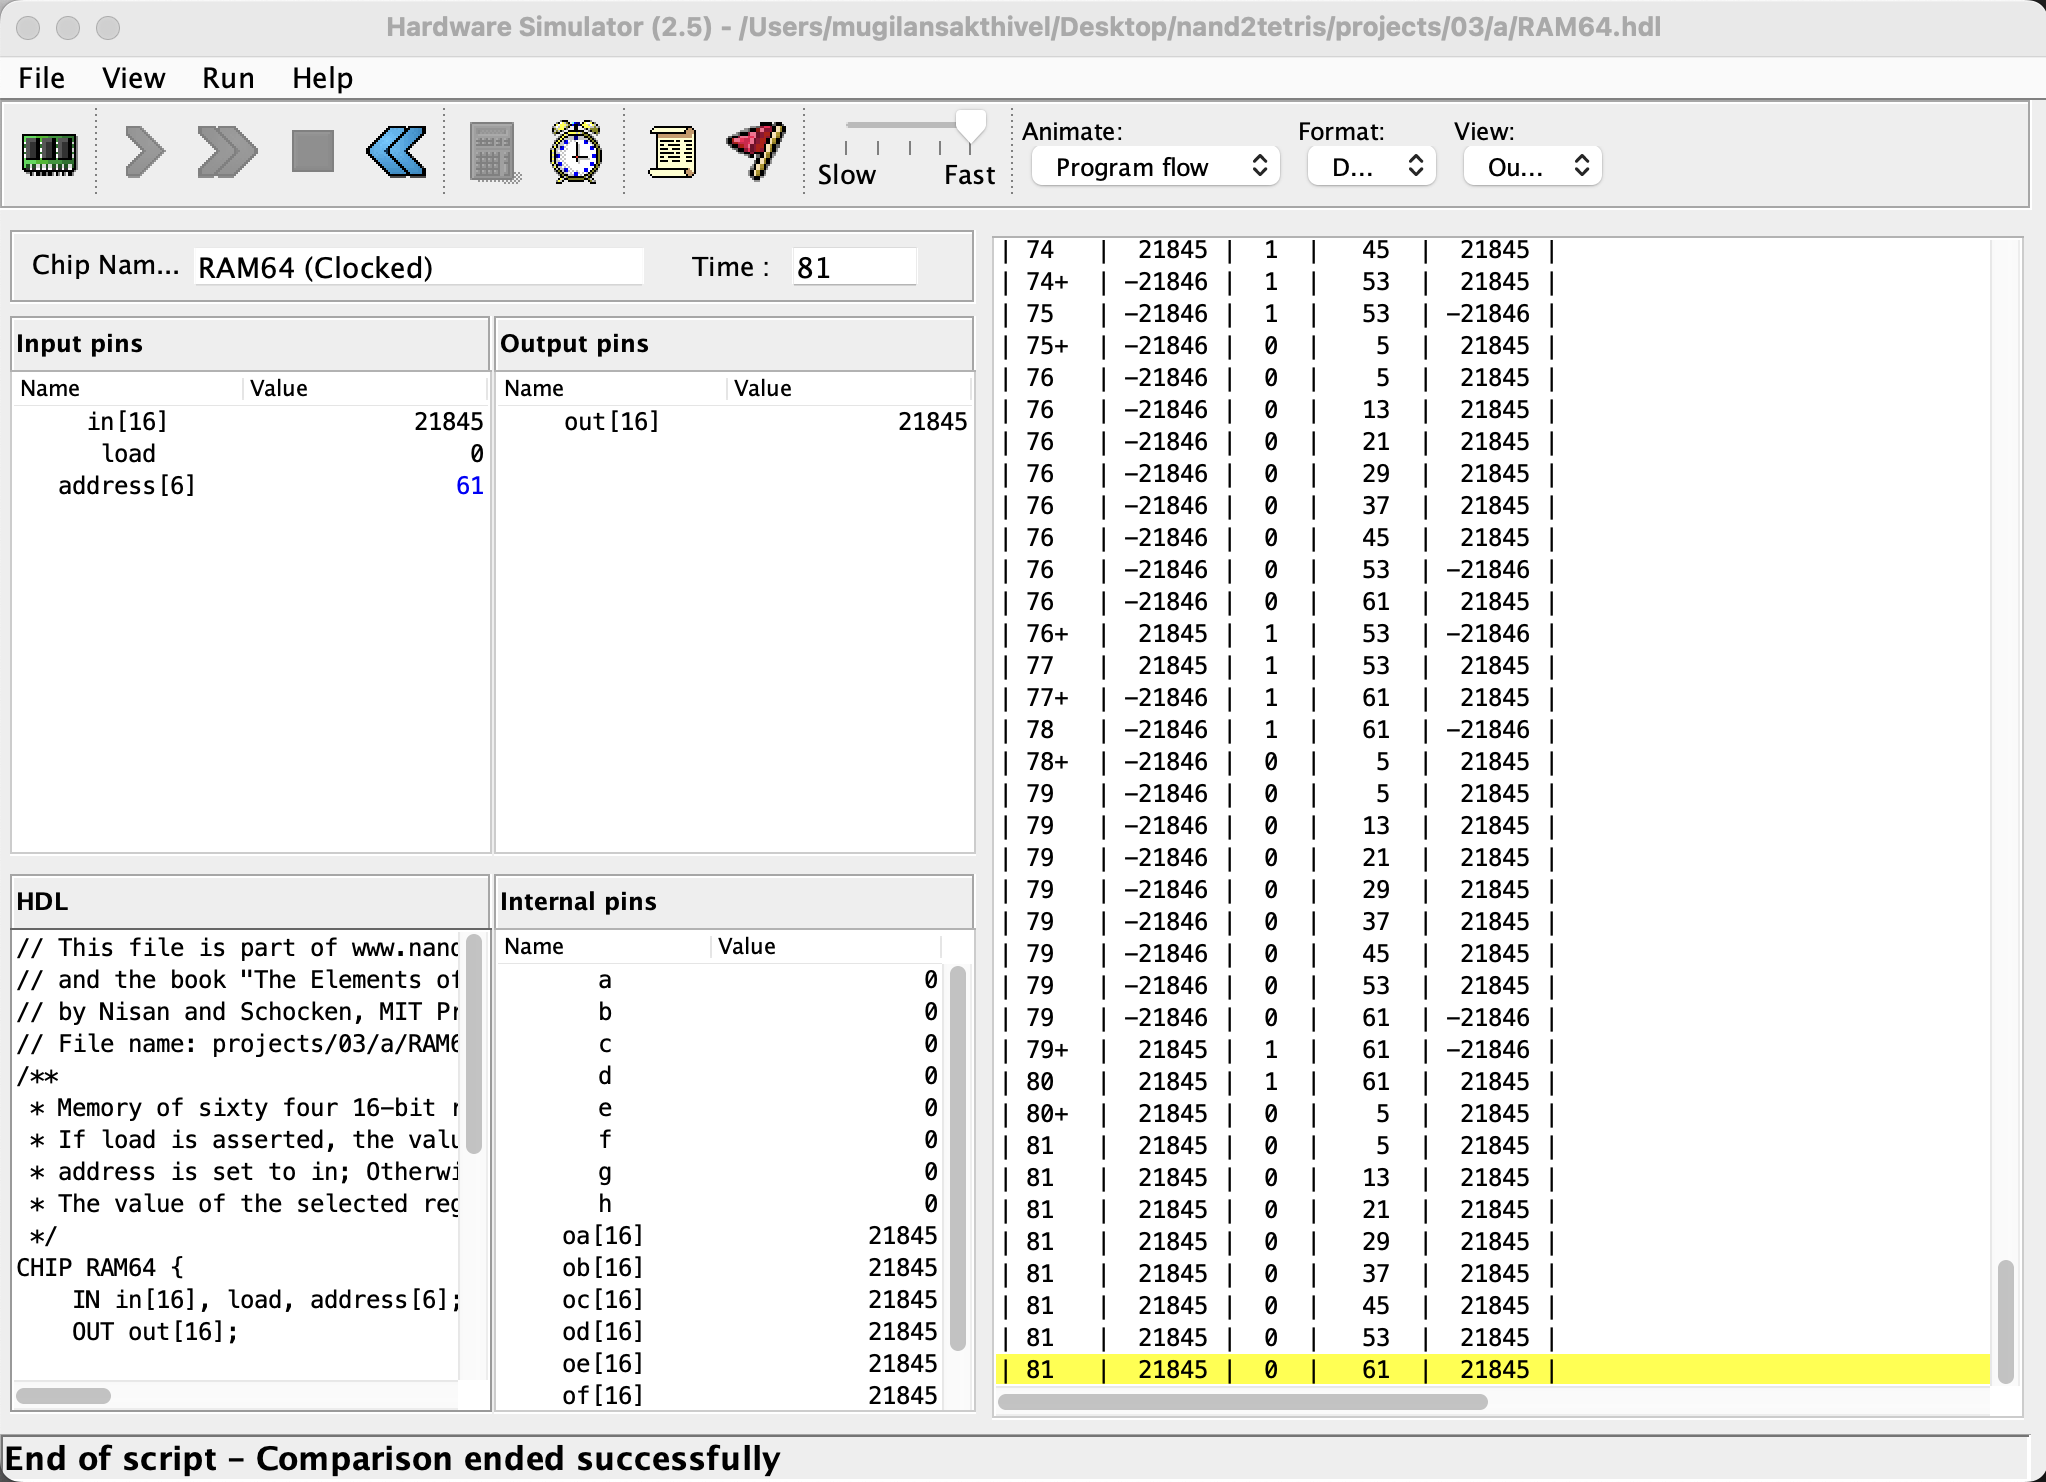 Hardware Simulator (2.5) - /Users/mugilansakthivel/Desktop/nand2tetris/projects/03/a/RAM64.hdl
File View Run Help
Animate: Format: View:
Slow Fast Program flow D... Ou...
Chip Nam... RAM64 (Clocked) Time : 81
Input pins
Name Value
in[16] 21845
load 0
address[6] 61
Output pins
Name Value
out[16] 21845
HDL
// This file is part of www.nand
// and the book "The Elements of
// by Nisan and Schocken, MIT Pr
// File name: projects/03/a/RAM6
/**
* Memory of sixty four 16-bit r
* If load is asserted, the valu
* address is set to in; Otherwi
* The value of the selected reg
*/
CHIP RAM64 {
IN in[16], load, address[6];
OUT out[16];
Internal pins
Name Value
a 0
b 0
c 0
d 0
e 0
f 0
g 0
h 0
oa[16] 21845
ob[16] 21845
oc[16] 21845
od[16] 21845
oe[16] 21845
of[16] 21845
| 74 | 21845 | 1 | 45 | 21845 |
| 74+ | -21846 | 1 | 53 | 21845 |
| 75 | -21846 | 1 | 53 | -21846 |
| 75+ | -21846 | 0 | 5 | 21845 |
| 76 | -21846 | 0 | 5 | 21845 |
| 76 | -21846 | 0 | 13 | 21845 |
| 76 | -21846 | 0 | 21 | 21845 |
| 76 | -21846 | 0 | 29 | 21845 |
| 76 | -21846 | 0 | 37 | 21845 |
| 76 | -21846 | 0 | 45 | 21845 |
| 76 | -21846 | 0 | 53 | -21846 |
| 76 | -21846 | 0 | 61 | 21845 |
| 76+ | 21845 | 1 | 53 | -21846 |
| 77 | 21845 | 1 | 53 | 21845 |
| 77+ | -21846 | 1 | 61 | 21845 |
| 78 | -21846 | 1 | 61 | -21846 |
| 78+ | -21846 | 0 | 5 | 21845 |
| 79 | -21846 | 0 | 5 | 21845 |
| 79 | -21846 | 0 | 13 | 21845 |
| 79 | -21846 | 0 | 21 | 21845 |
| 79 | -21846 | 0 | 29 | 21845 |
| 79 | -21846 | 0 | 37 | 21845 |
| 79 | -21846 | 0 | 45 | 21845 |
| 79 | -21846 | 0 | 53 | 21845 |
| 79 | -21846 | 0 | 61 | -21846 |
| 79+ | 21845 | 1 | 61 | -21846 |
| 80 | 21845 | 1 | 61 | 21845 |
| 80+ | 21845 | 0 | 5 | 21845 |
| 81 | 21845 | 0 | 5 | 21845 |
| 81 | 21845 | 0 | 13 | 21845 |
| 81 | 21845 | 0 | 21 | 21845 |
| 81 | 21845 | 0 | 29 | 21845 |
| 81 | 21845 | 0 | 37 | 21845 |
| 81 | 21845 | 0 | 45 | 21845 |
| 81 | 21845 | 0 | 53 | 21845 |
| 81 | 21845 | 0 | 61 | 21845 |
End of script - Comparison ended successfully